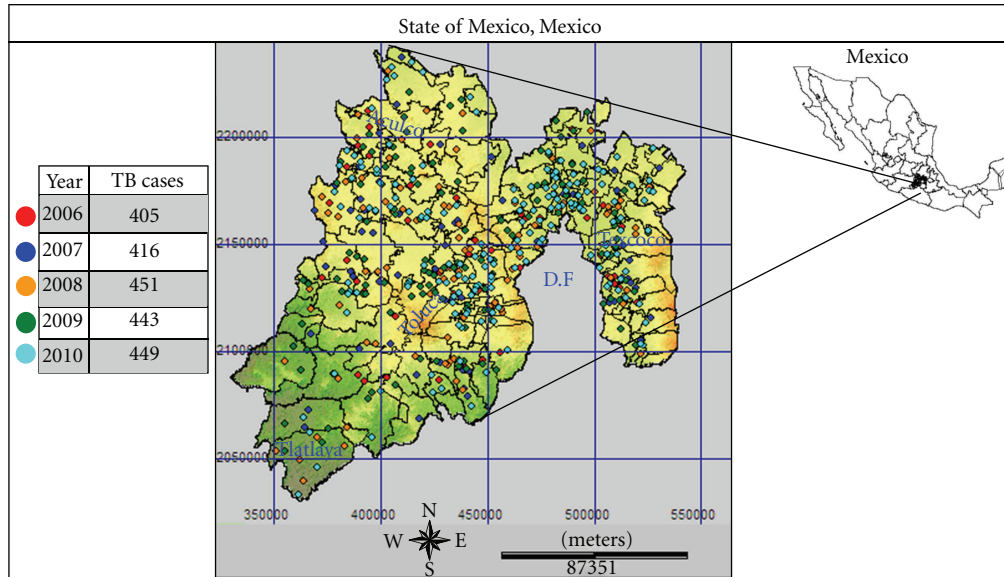 State of Mexico, Mexico
Mexico
Year TB cases
2006 405
2007 416
2008 451
2009 443
2010 449
Aculco
Toluca
Texcoco
D.F
Tlatlaya
2200000
2150000
2100000
2050000
350000 400000 450000 500000 550000
N
W E
S
(meters)
87351